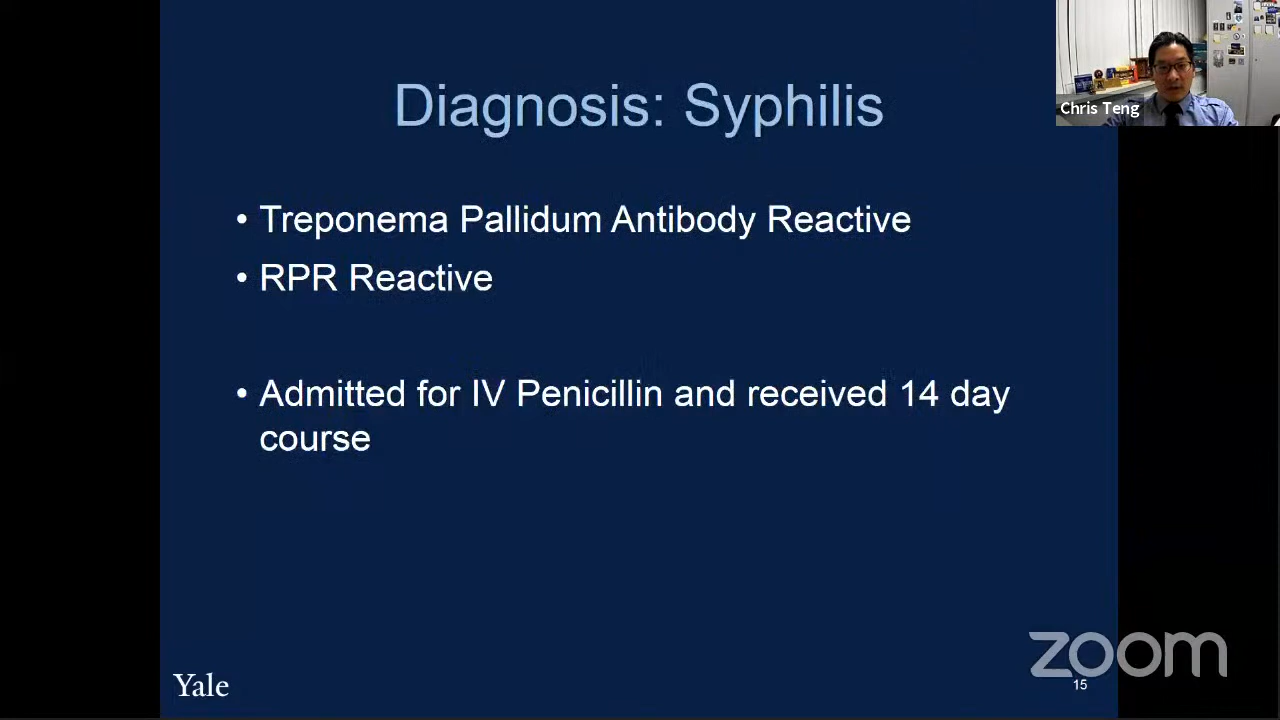 Diagnosis: Syphilis
Chris Teng
• Treponema Pallidum Antibody Reactive
• RPR Reactive
• Admitted for IV Penicillin and received 14 day
course
zoom
Yale
15